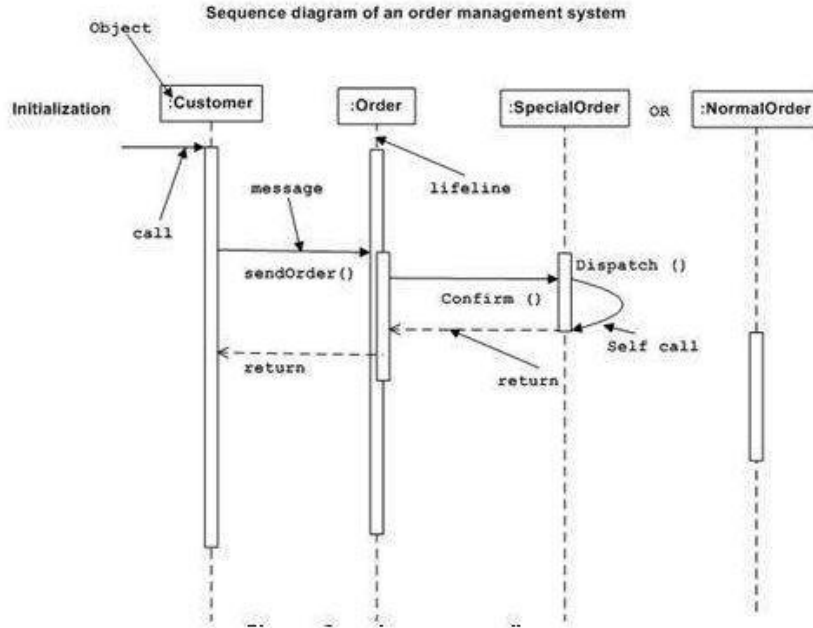 Sequence diagram of an order management system
Object
Initialization
:Customer
:Order
:SpecialOrder
OR
:NormalOrder
lifeline
message
call
sendOrder()
Dispatch ()
Confirm ()
Self call
return
return